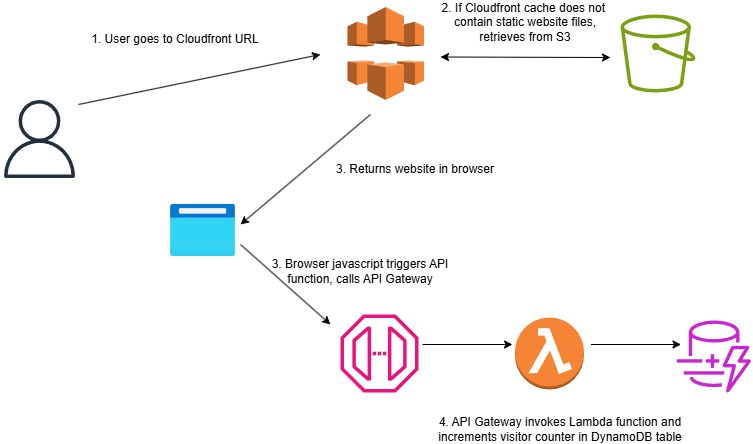 1. User goes to Cloudfront URL
2. If Cloudfront cache does not
contain static website files,
retrieves from S3
3. Returns website in browser
3. Browser javascript triggers API
function, calls API Gateway
4. API Gateway invokes Lambda function and
increments visitor counter in DynamoDB table